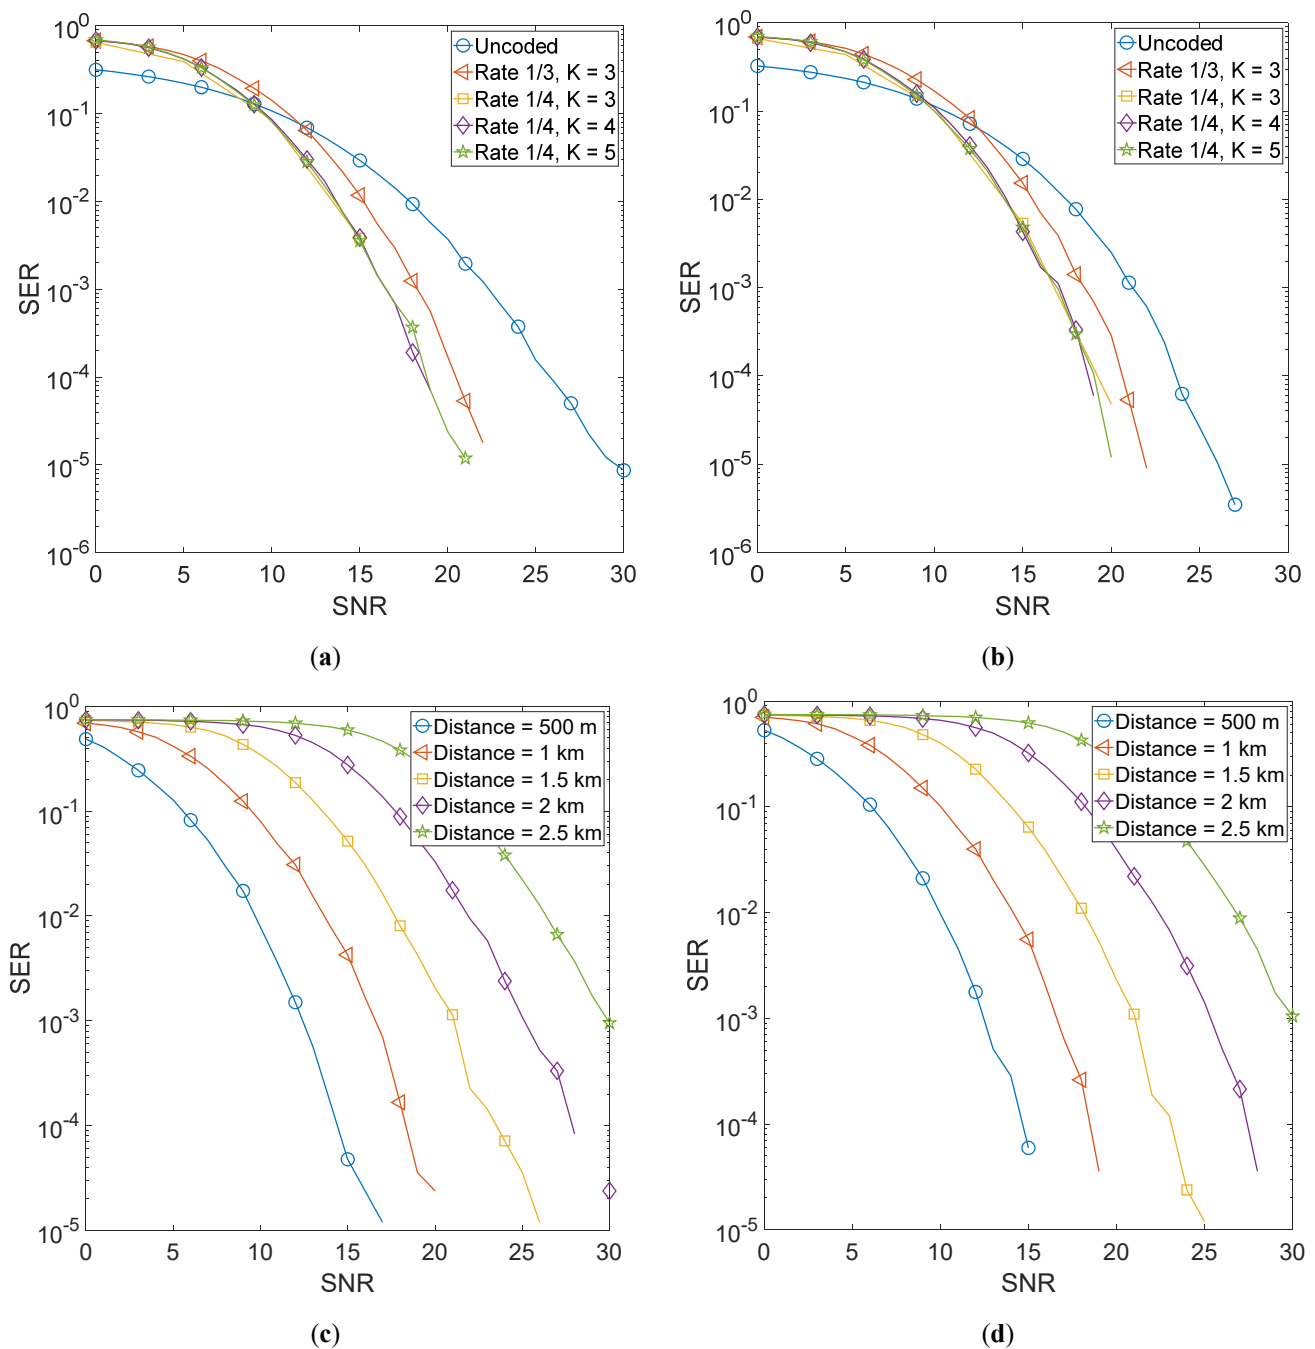 10^0
10^-1
10^-2
10^-3
10^-4
10^-5
10^-6
SER
0 5 10 15 20 25 30
SNR
Uncoded
Rate 1/3, K = 3
Rate 1/4, K = 3
Rate 1/4, K = 4
Rate 1/4, K = 5
(a)
10^0
10^-1
10^-2
10^-3
10^-4
10^-5
10^-6
SER
0 5 10 15 20 25 30
SNR
Uncoded
Rate 1/3, K = 3
Rate 1/4, K = 3
Rate 1/4, K = 4
Rate 1/4, K = 5
(b)
10^0
10^-1
10^-2
10^-3
10^-4
10^-5
SER
0 5 10 15 20 25 30
SNR
Distance = 500 m
Distance = 1 km
Distance = 1.5 km
Distance = 2 km
Distance = 2.5 km
(c)
10^0
10^-1
10^-2
10^-3
10^-4
10^-5
SER
0 5 10 15 20 25 30
SNR
Distance = 500 m
Distance = 1 km
Distance = 1.5 km
Distance = 2 km
Distance = 2.5 km
(d)